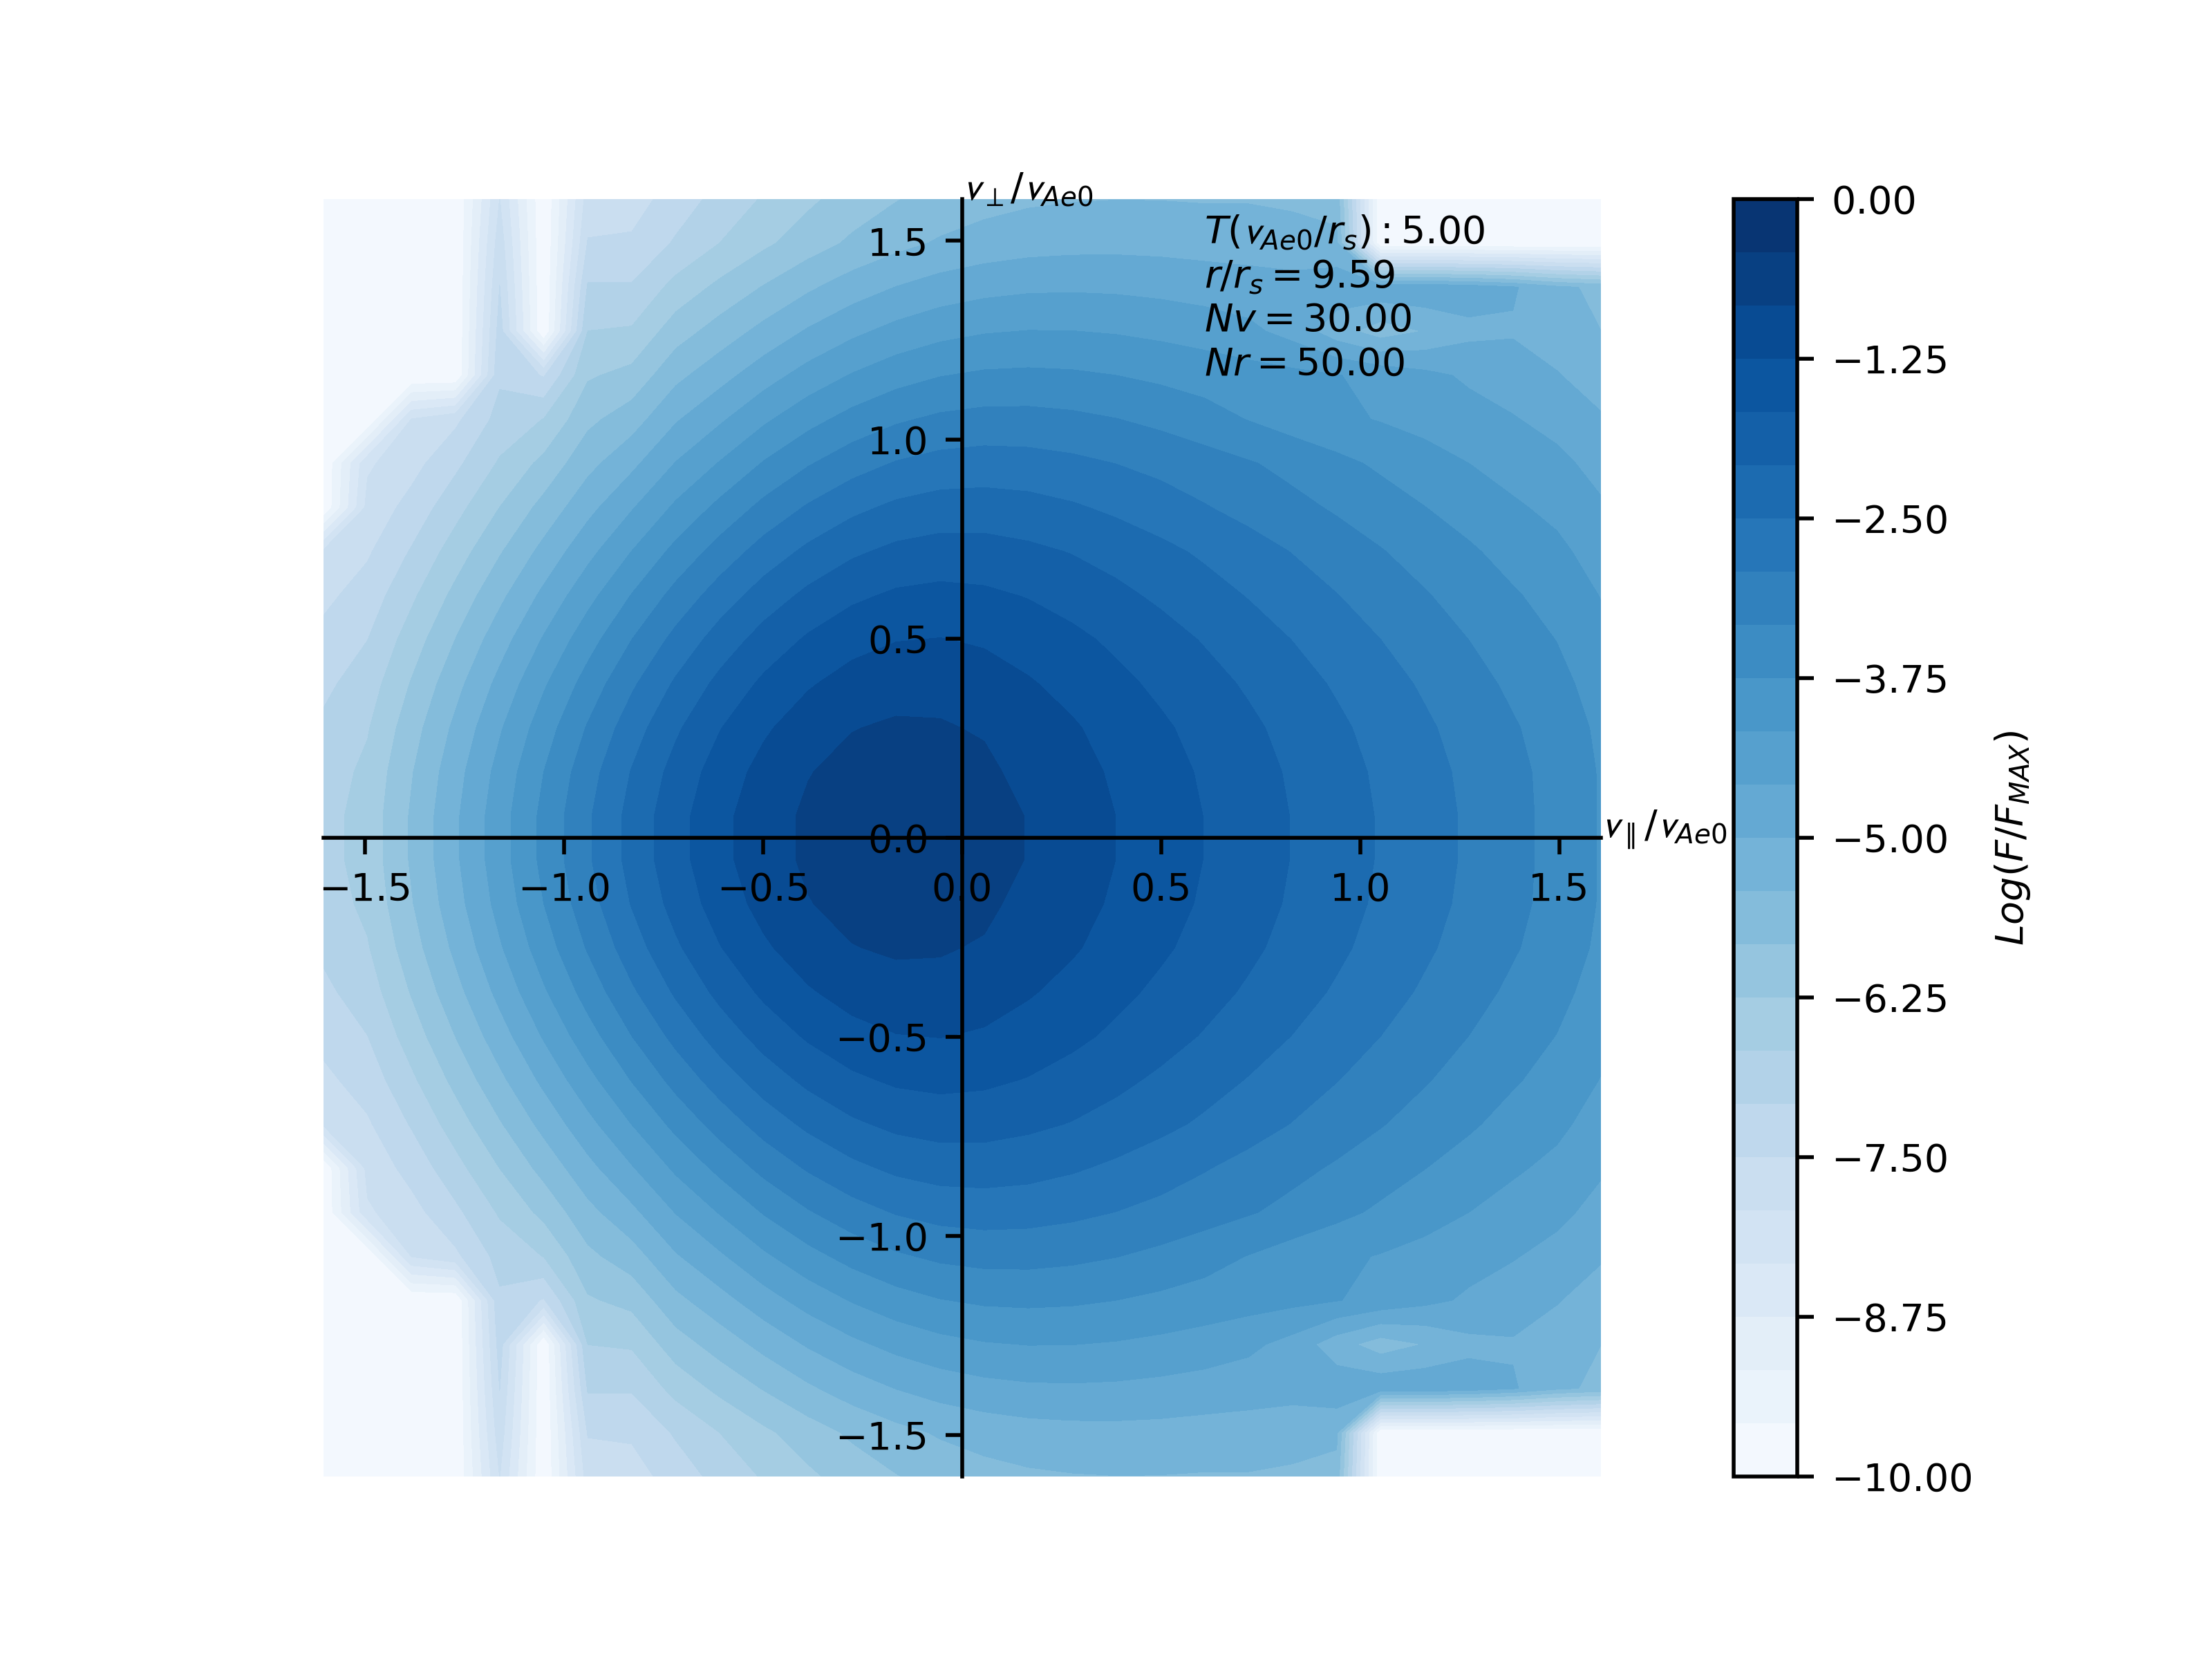 v⊥/vAe0
T(vAe0/rs) : 5.00
r/rs = 9.59
Nv = 30.00
Nr = 50.00
1.5
1.0
0.5
0.0
−0.5
−1.0
−1.5
−1.5 −1.0 −0.5 0.0 0.5 1.0 1.5
v∥/vAe0
0.00
−1.25
−2.50
−3.75
−5.00
−6.25
−7.50
−8.75
−10.00
Log(F/FMAX)